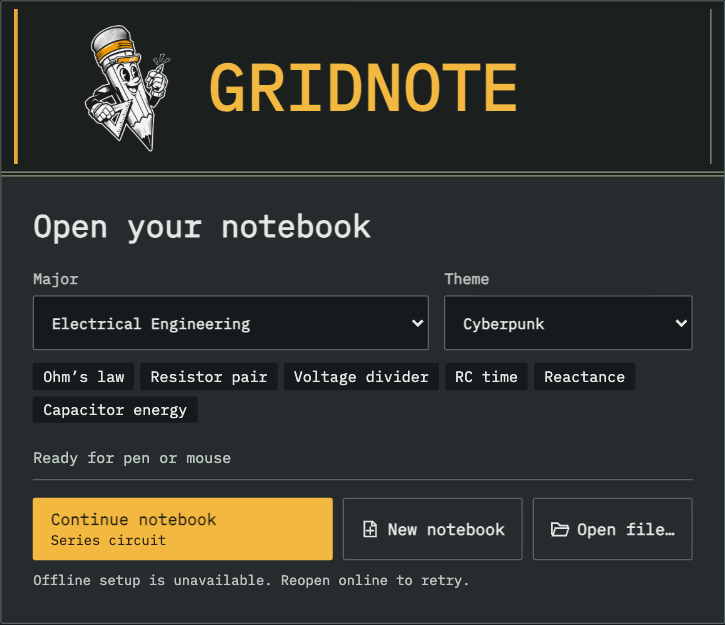 GRIDNOTE
Open your notebook
Major
Theme
Electrical Engineering
Cyberpunk
Ohm’s law
Resistor pair
Voltage divider
RC time
Reactance
Capacitor energy
Ready for pen or mouse
Continue notebook
Series circuit
New notebook
Open file…
Offline setup is unavailable. Reopen online to retry.